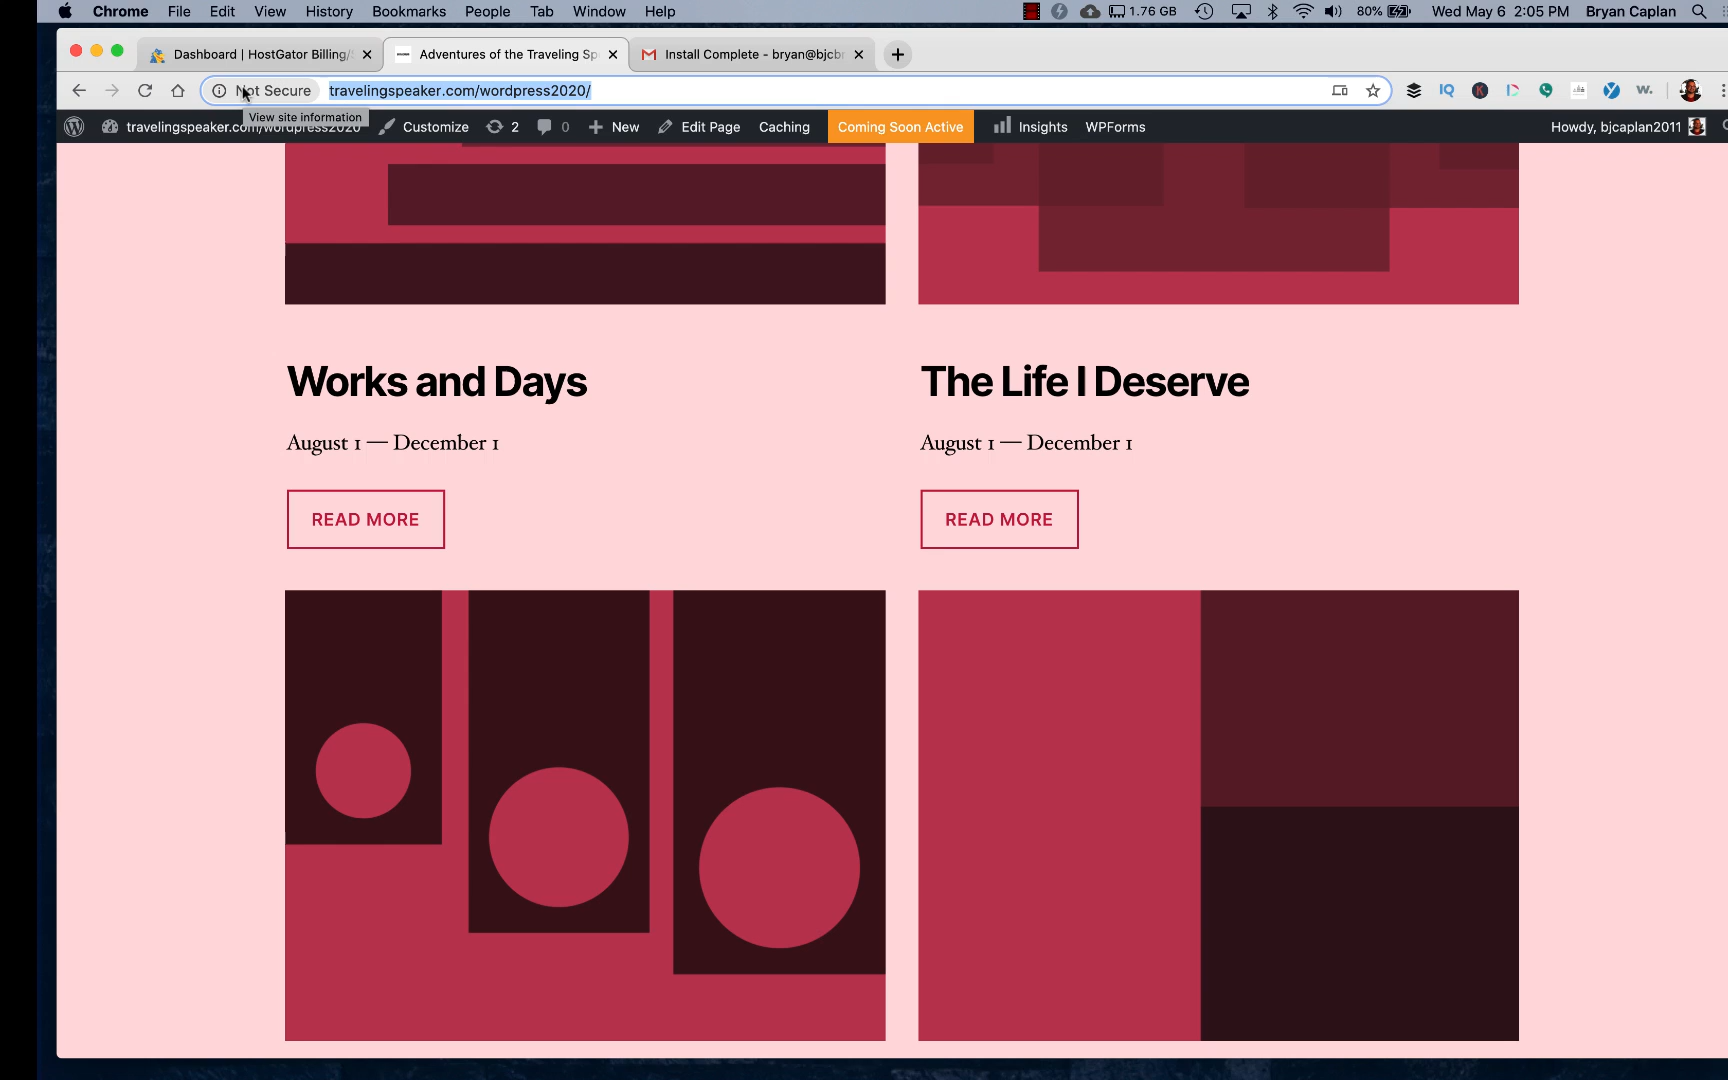 Chrome File Edit View History Bookmarks People Tab Window Help 1.76 GB 80% Wed May 6 2:05 PM Bryan Caplan
Dashboard | HostGator Billing/ Adventures of the Traveling Sp Install Complete - bryan@bjcb
Not Secure travelingspeaker.com/wordpress2020/ IQ K w.
View site information
travelingspeaker.com/wordpress2020 Customize 2 0 New Edit Page Caching Coming Soon Active Insights WPForms Howdy, bjcaplan2011
Works and Days
August 1 — December 1
READ MORE
The Life I Deserve
August 1 — December 1
READ MORE